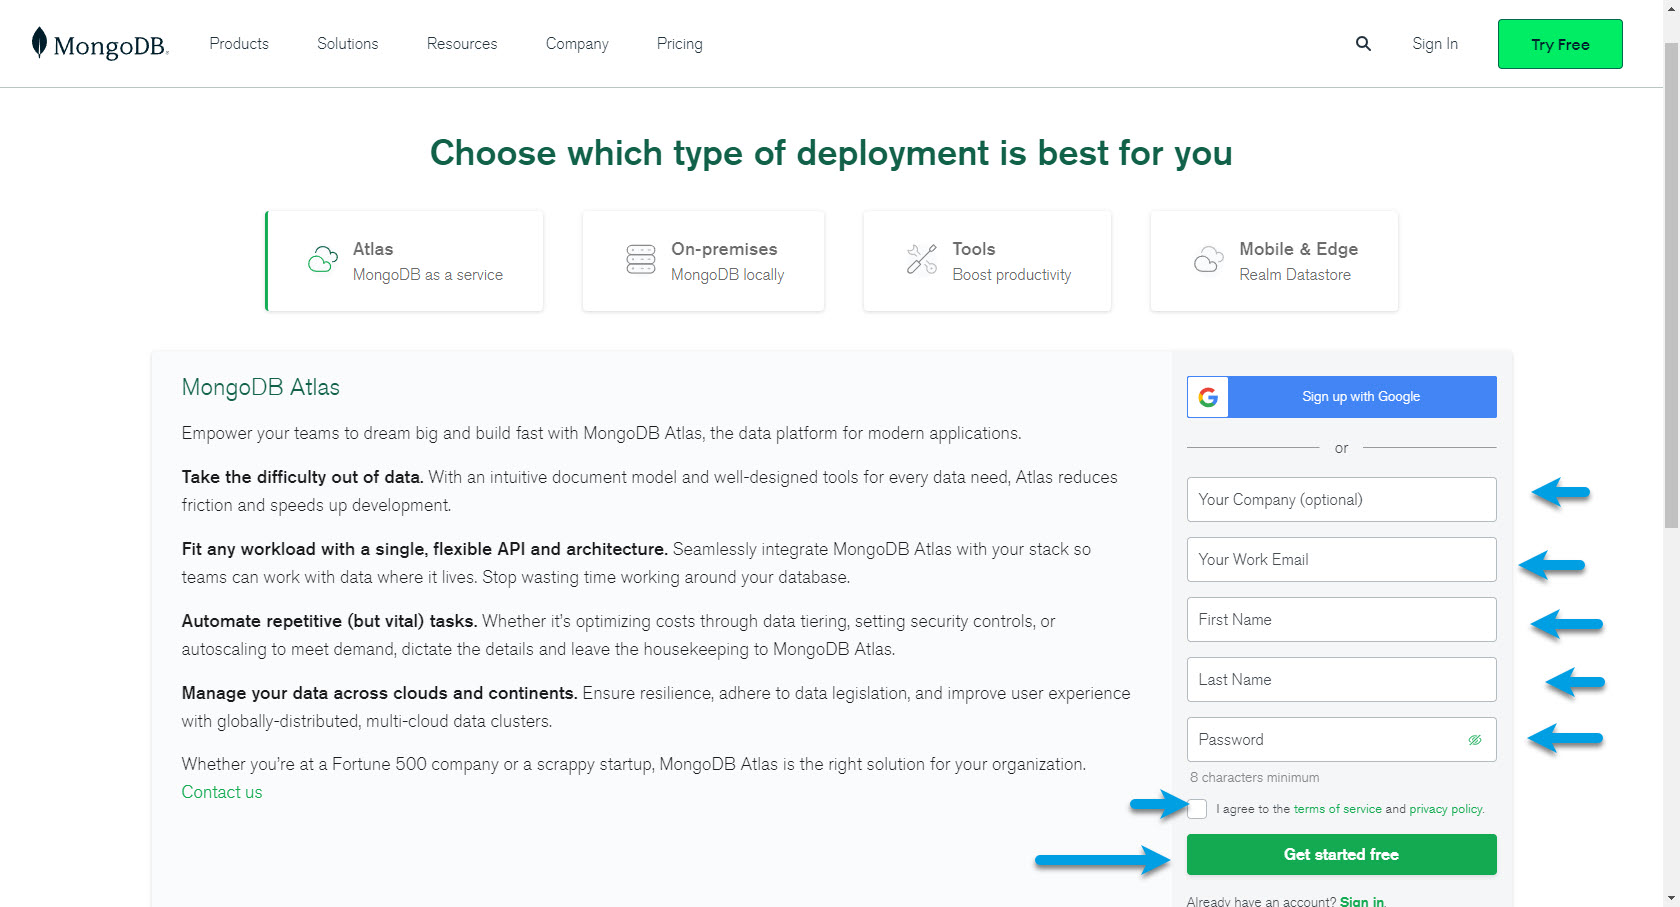 MongoDB.
Products
Solutions
Resources
Company
Pricing
Sign In
Try Free
Choose which type of deployment is best for you
Atlas
MongoDB as a service
On-premises
MongoDB locally
Tools
Boost productivity
Mobile & Edge
Realm Datastore
MongoDB Atlas
Empower your teams to dream big and build fast with MongoDB Atlas, the data platform for modern applications.
Take the difficulty out of data. With an intuitive document model and well-designed tools for every data need, Atlas reduces
friction and speeds up development.
Fit any workload with a single, flexible API and architecture. Seamlessly integrate MongoDB Atlas with your stack so
teams can work with data where it lives. Stop wasting time working around your database.
Automate repetitive (but vital) tasks. Whether it’s optimizing costs through data tiering, setting security controls, or
autoscaling to meet demand, dictate the details and leave the housekeeping to MongoDB Atlas.
Manage your data across clouds and continents. Ensure resilience, adhere to data legislation, and improve user experience
with globally-distributed, multi-cloud data clusters.
Whether you’re at a Fortune 500 company or a scrappy startup, MongoDB Atlas is the right solution for your organization.
Contact us
G
Sign up with Google
or
Your Company (optional)
Your Work Email
First Name
Last Name
Password
8 characters minimum
I agree to the terms of service and privacy policy.
Get started free
Already have an account? Sign in.